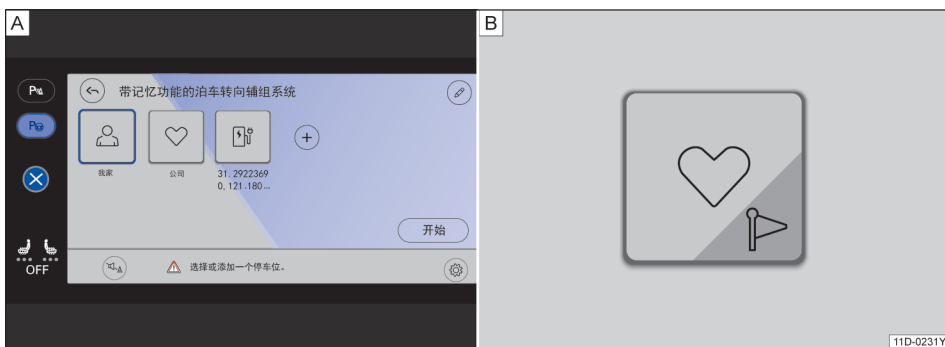 A
B
带记忆功能的泊车转向辅组系统
我家
公司
31.2922369
0,121.180…
开始
OFF
选择或添加一个停车位。
11D-0231Y